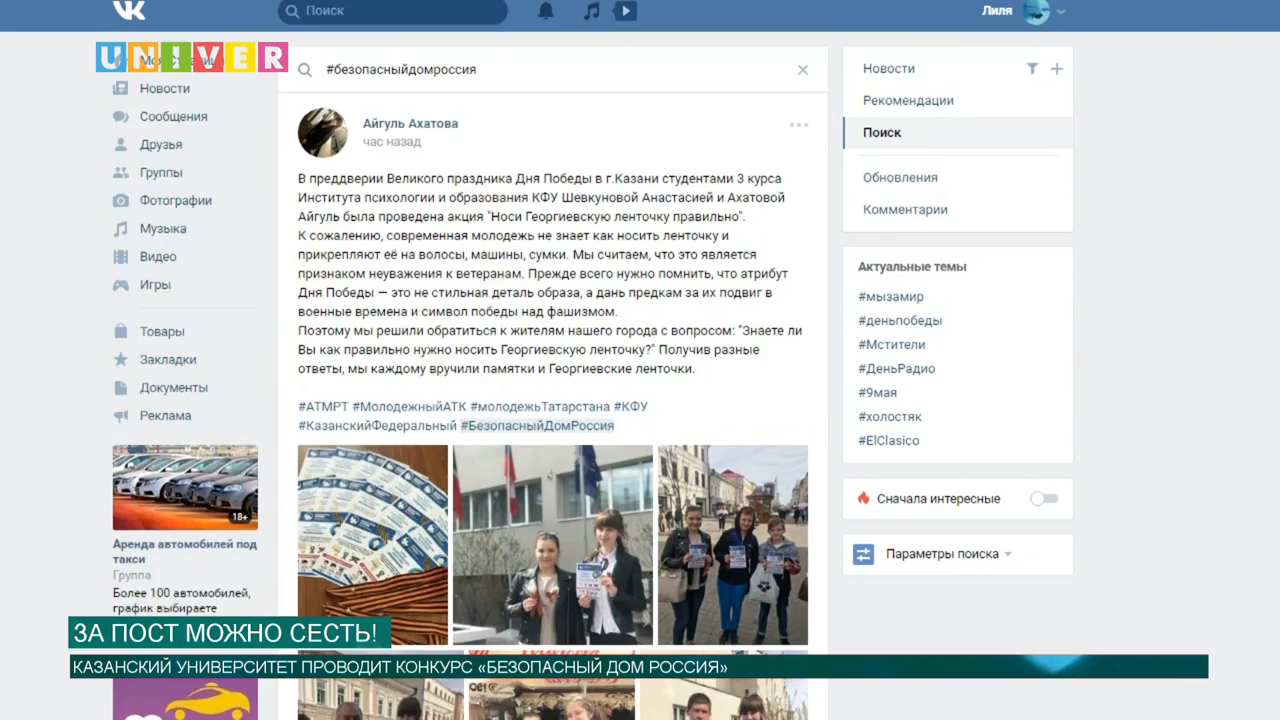 Поиск
Лиля
UNIVER
Новости
Сообщения
Друзья
Группы
Фотографии
Музыка
Видео
Игры
Товары
Закладки
Документы
Реклама
18+
Аренда автомобилей под
такси
Группа
Более 100 автомобилей,
график выбираете
#безопасныйдомроссия
Айгуль Ахатова
час назад
В преддверии Великого праздника Дня Победы в г.Казани студентами 3 курса
Института психологии и образования КФУ Шевкуновой Анастасией и Ахатовой
Айгуль была проведена акция "Носи Георгиевскую ленточку правильно".
К сожалению, современная молодежь не знает как носить ленточку и
прикрепляют её на волосы, машины, сумки. Мы считаем, что это является
признаком неуважения к ветеранам. Прежде всего нужно помнить, что атрибут
Дня Победы — это не стильная деталь образа, а дань предкам за их подвиг в
военные времена и символ победы над фашизмом.
Поэтому мы решили обратиться к жителям нашего города с вопросом: "Знаете ли
Вы как правильно нужно носить Георгиевскую ленточку?" Получив разные
ответы, мы каждому вручили памятки и Георгиевские ленточки.
#АТМРТ #МолодежныйАТК #молодежьТатарстана #КФУ
#КазанскийФедеральный #БезопасныйДомРоссия
Новости
Рекомендации
Поиск
Обновления
Комментарии
Актуальные темы
#мызамир
#деньпобеды
#Мстители
#ДеньРадио
#9мая
#холостяк
#ElClasico
Сначала интересные
Параметры поиска
ЗА ПОСТ МОЖНО СЕСТЬ!
КАЗАНСКИЙ УНИВЕРСИТЕТ ПРОВОДИТ КОНКУРС «БЕЗОПАСНЫЙ ДОМ РОССИЯ»